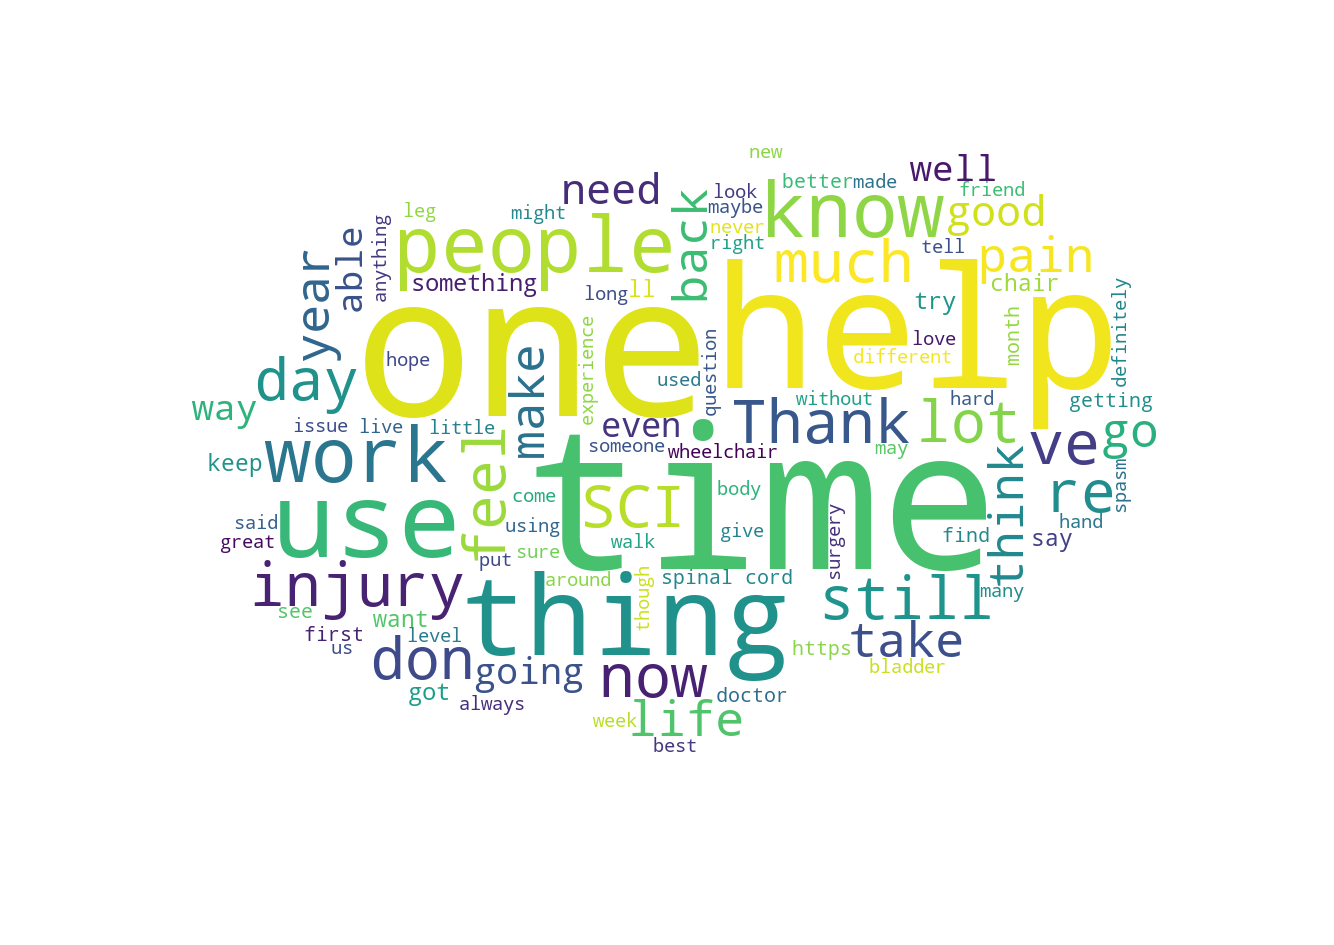 new
need
well
better
made
look
friend
maybe
leg
might
know
good
never
people
back
right
tell
anything
able
year
much
pain
something
long
ll
chair
try
definitely
one
help
month
love
different
hope
experience
make
used
question
day
way
without
hard
getting
Thank
lot
go
issue
live
little
even
ve
work
feel
someone
wheelchair
may
think
keep
spasm
SCI
time
re
use
come
body
said
using
walk
give
surgery
find
hand
say
great
sure
put
injury
around
though
spinal cord
still
many
thing
see
want
first
level
us
don
going
now
https
take
bladder
got
always
doctor
week
life
best